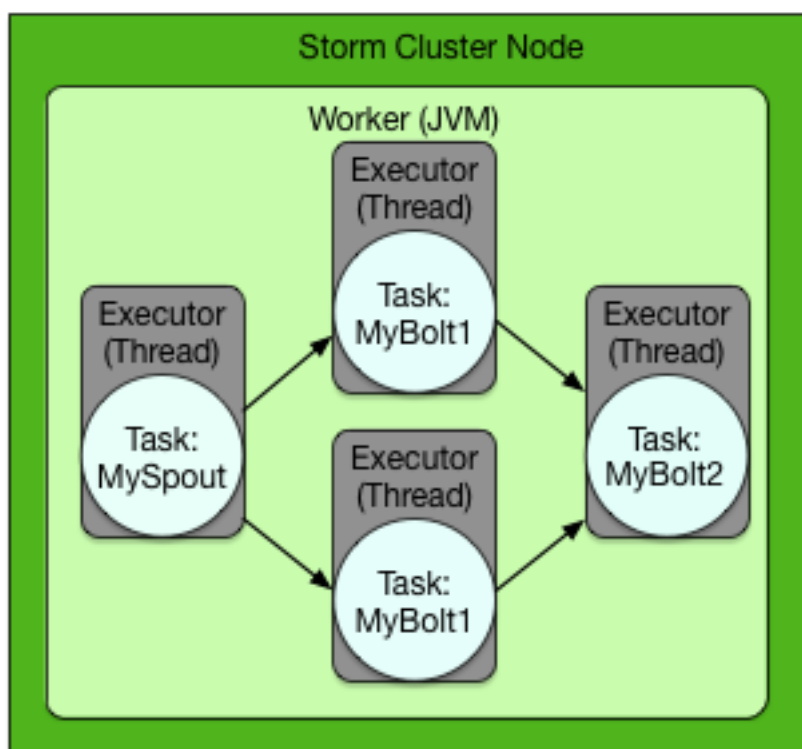 Storm Cluster Node
Worker (JVM)
Executor
(Thread)
Task:
MyBolt1
Executor
(Thread)
Task:
MySpout
Executor
(Thread)
Task:
MyBolt2
Executor
(Thread)
Task:
MyBolt1